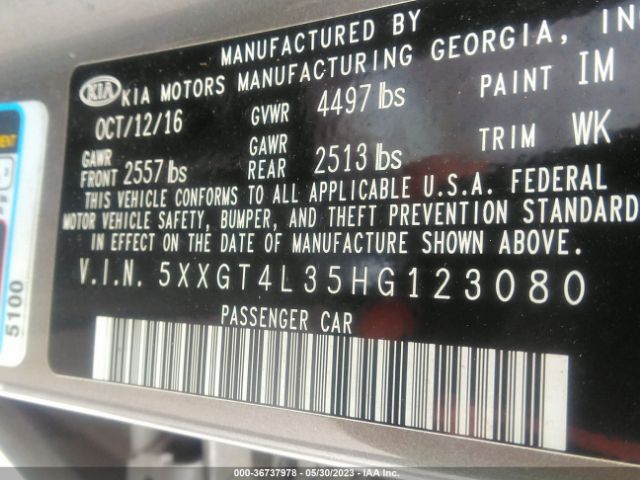 MANUFACTURED BY
KIA KIA MOTORS MANUFACTURING GEORGIA, IN
OCT/12/16 GVWR 4497 lbs PAINT IM
GAWR FRONT 2557 lbs GAWR REAR 2513 lbs TRIM WK
THIS VEHICLE CONFORMS TO ALL APPLICABLE U.S.A. FEDERAL
MOTOR VEHICLE SAFETY, BUMPER, AND THEFT PREVENTION STANDARD
IN EFFECT ON THE DATE OF MANUFACTURE SHOWN ABOVE.
V.I.N. 5XXGT4L35HG123080
PASSENGER CAR
5100
000-36737978 - 05/30/2023 - IAA Inc.